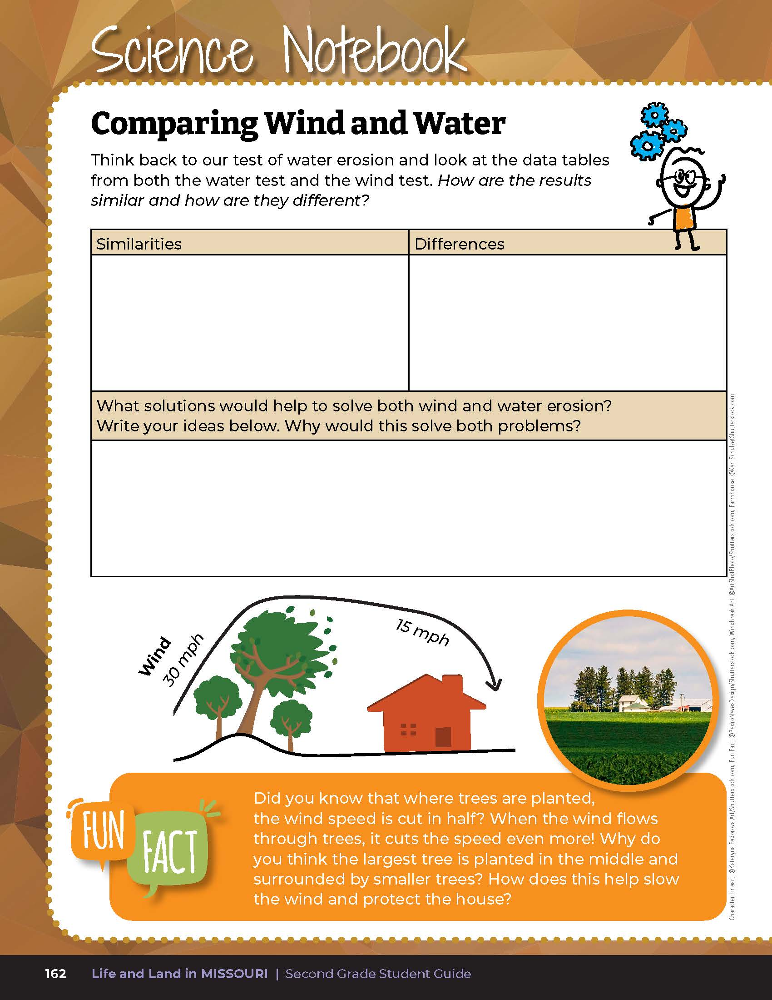 Science Notebook
Comparing Wind and Water
Think back to our test of water erosion and look at the data tables
from both the water test and the wind test. How are the results
similar and how are they different?
Similarities
Differences
What solutions would help to solve both wind and water erosion?
Write your ideas below. Why would this solve both problems?
Wind
30 mph
15 mph
FUN
FACT
Did you know that where trees are planted,
the wind speed is cut in half? When the wind flows
through trees, it cuts the speed even more! Why do
you think the largest tree is planted in the middle and
surrounded by smaller trees? How does this help slow
the wind and protect the house?
Character Lineart: ©Kateryna Fedorova Art/Shutterstock.com; Fun Fact: ©PedroNevesDesign/Shutterstock.com; Windbreak Art: ©ArtShotPhoto/Shutterstock.com; Farmhouse: ©Ken Schulze/Shutterstock.com
162 Life and Land in MISSOURI | Second Grade Student Guide